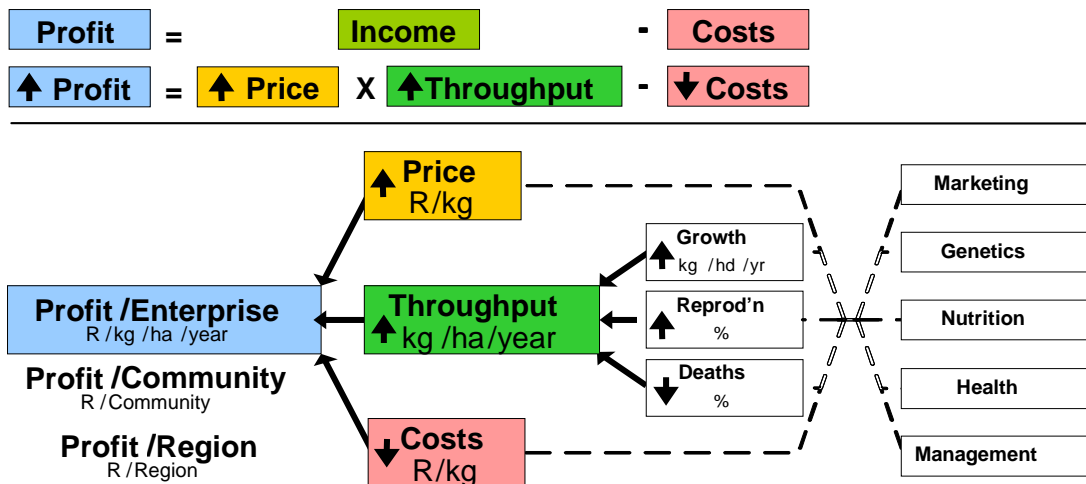 Profit = Income - Costs
Profit = Price X Throughput - Costs
Price
R/kg
Marketing
Growth
kg /hd /yr
Genetics
Profit /Enterprise
R /kg /ha /year
Throughput
kg /ha /year
Reprod'n
%
Nutrition
Profit /Community
R /Community
Deaths
%
Health
Profit /Region
R /Region
Costs
R/kg
Management